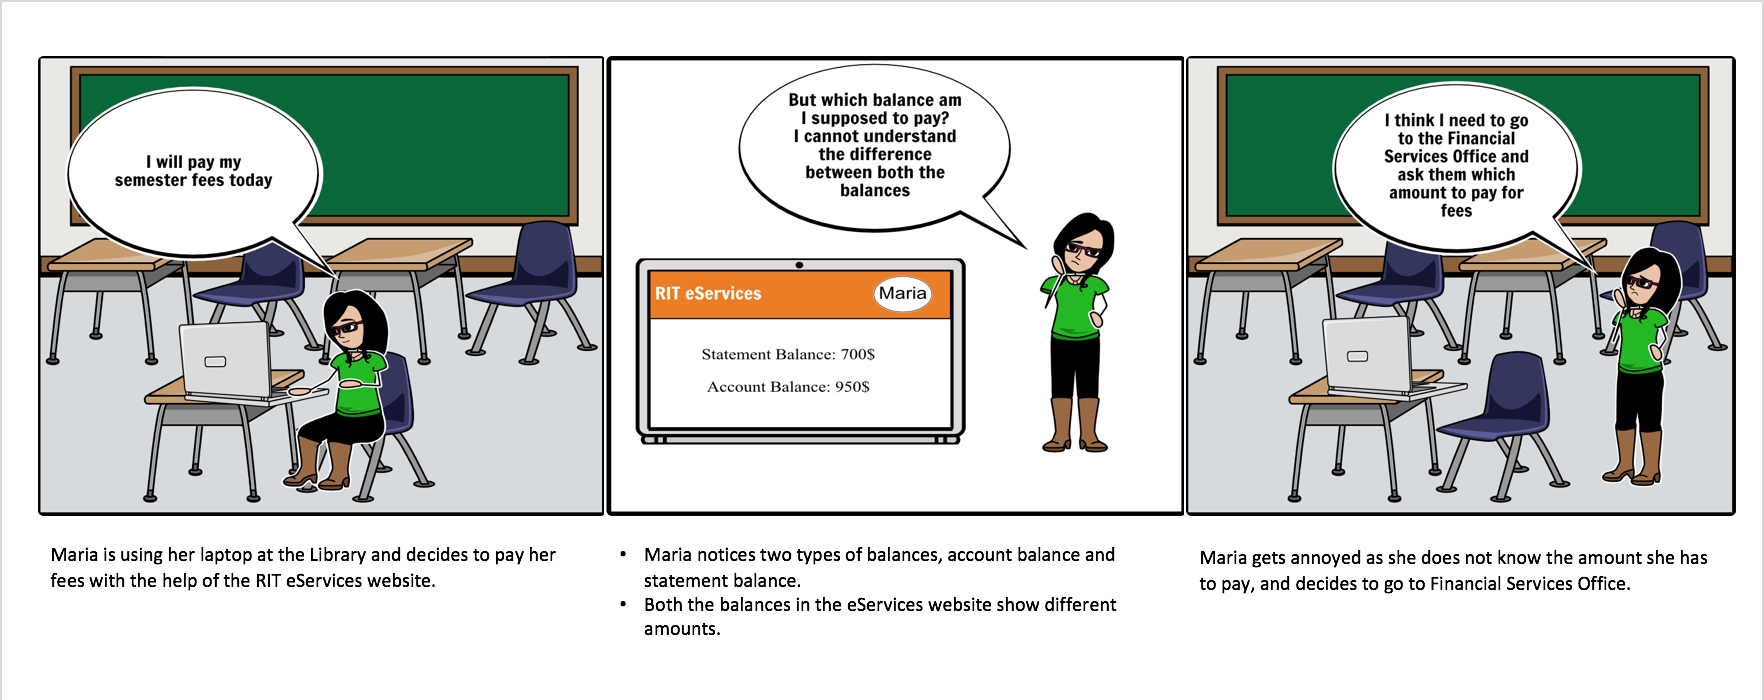 I will pay my
semester fees today
But which balance am
I supposed to pay?
I cannot understand
the difference
between both the
balances
RIT eServices
Maria
Statement Balance: 700$
Account Balance: 950$
I think I need to go
to the Financial
Services Office and
ask them which
amount to pay for
fees
Maria is using her laptop at the Library and decides to pay her
fees with the help of the RIT eServices website.
• Maria notices two types of balances, account balance and
statement balance.
• Both the balances in the eServices website show different
amounts.
Maria gets annoyed as she does not know the amount she has
to pay, and decides to go to Financial Services Office.